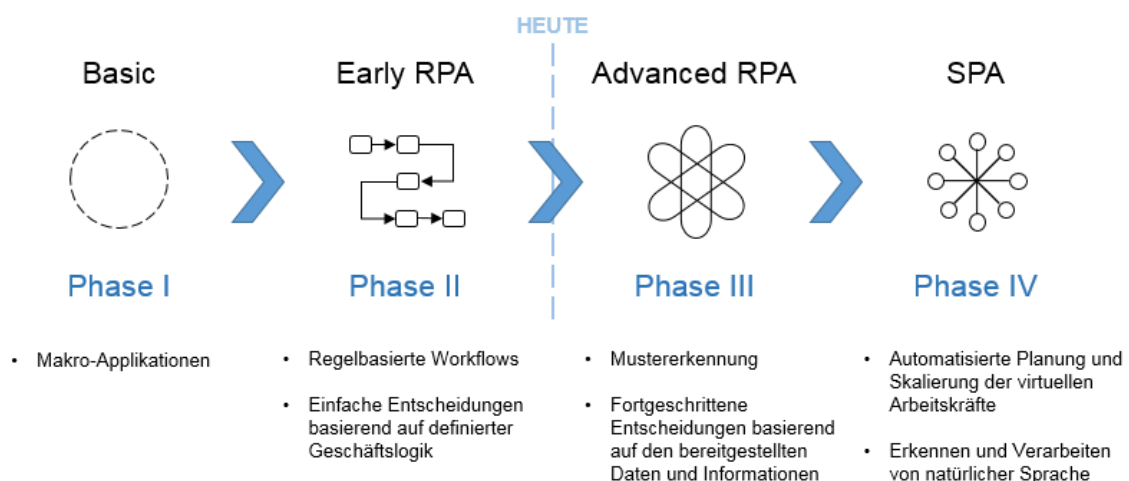 HEUTE
Basic
Early RPA
Advanced RPA
SPA
Phase I
Phase II
Phase III
Phase IV
• Makro-Applikationen
• Regelbasierte Workflows
• Einfache Entscheidungen
basierend auf definierter
Geschäftslogik
• Mustererkennung
• Fortgeschrittene
Entscheidungen basierend
auf den bereitgestellten
Daten und Informationen
• Automatisierte Planung und
Skalierung der virtuellen
Arbeitskräfte
• Erkennen und Verarbeiten
von natürlicher Sprache